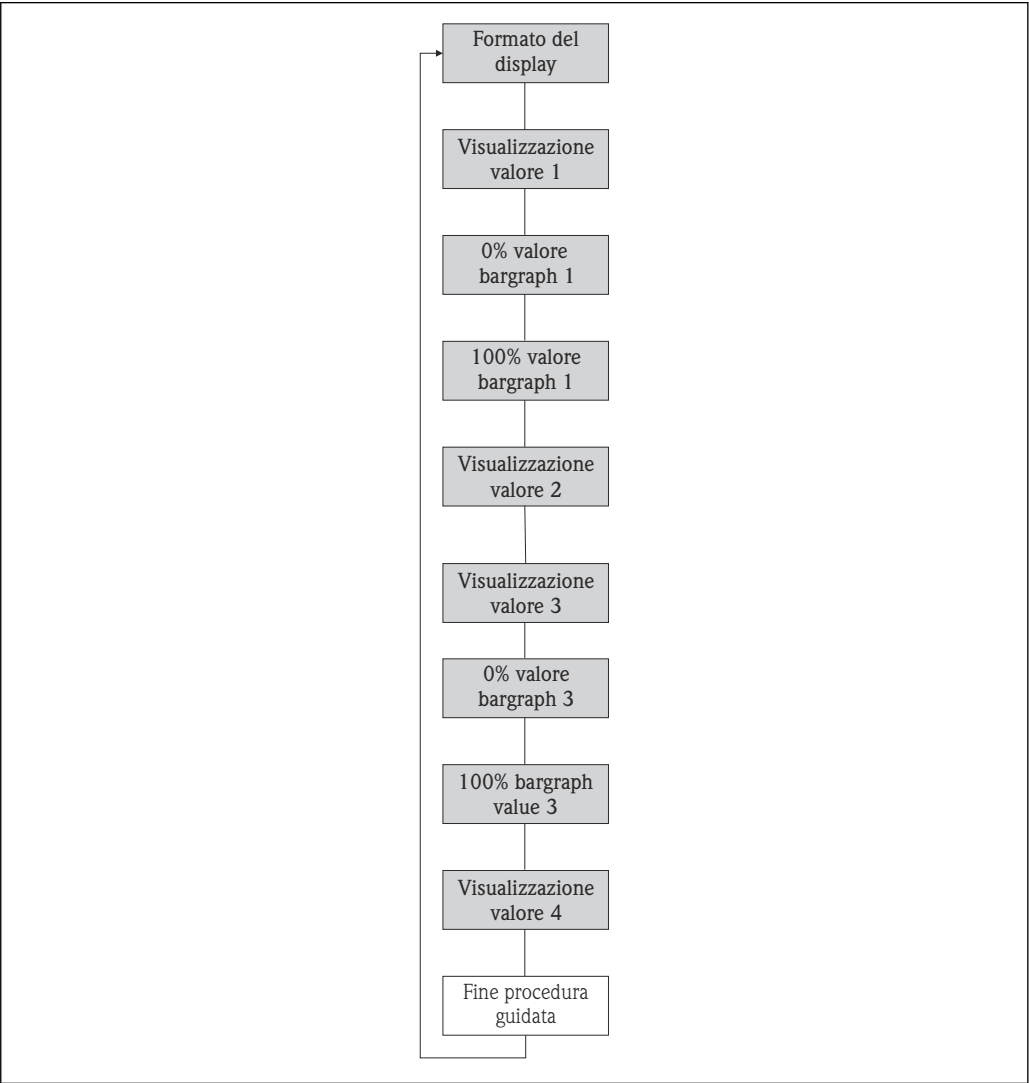 Formato del
display
Visualizzazione
valore 1
0% valore
bargraph 1
100% valore
bargraph 1
Visualizzazione
valore 2
Visualizzazione
valore 3
0% valore
bargraph 3
100% bargraph
value 3
Visualizzazione
valore 4
Fine procedura
guidata